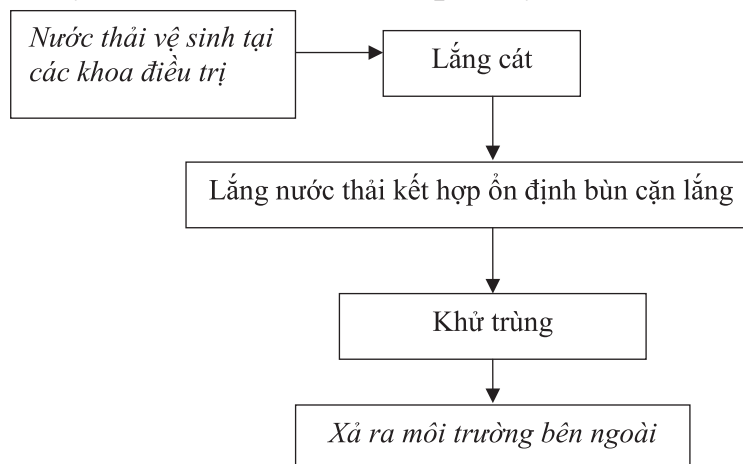 Nước thải vệ sinh tại
các khoa điều trị
Lắng cát
Lắng nước thải kết hợp ổn định bùn cặn lắng
Khử trùng
Xả ra môi trường bên ngoài